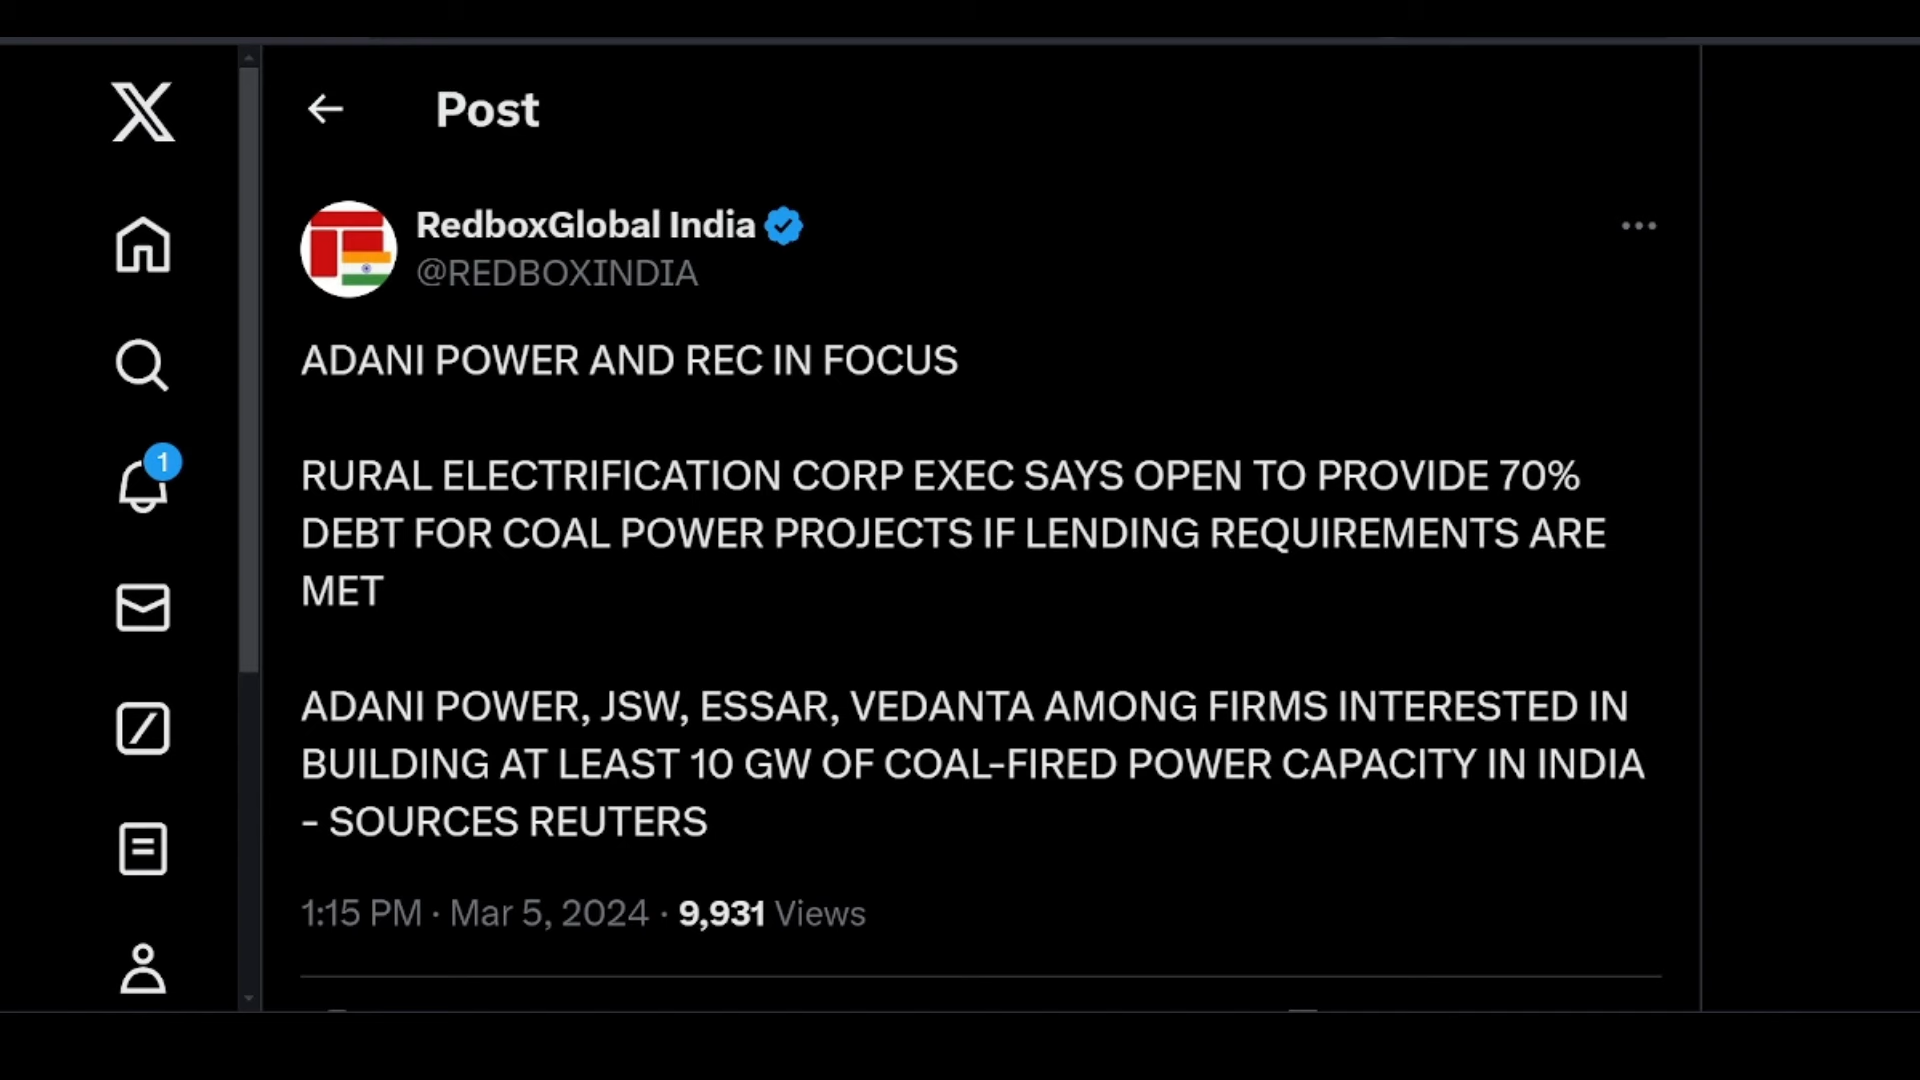 Post
RedboxGlobal India
@REDBOXINDIA
ADANI POWER AND REC IN FOCUS
RURAL ELECTRIFICATION CORP EXEC SAYS OPEN TO PROVIDE 70%
DEBT FOR COAL POWER PROJECTS IF LENDING REQUIREMENTS ARE
MET
ADANI POWER, JSW, ESSAR, VEDANTA AMONG FIRMS INTERESTED IN
BUILDING AT LEAST 10 GW OF COAL-FIRED POWER CAPACITY IN INDIA
- SOURCES REUTERS
1:15 PM · Mar 5, 2024 · 9,931 Views
1